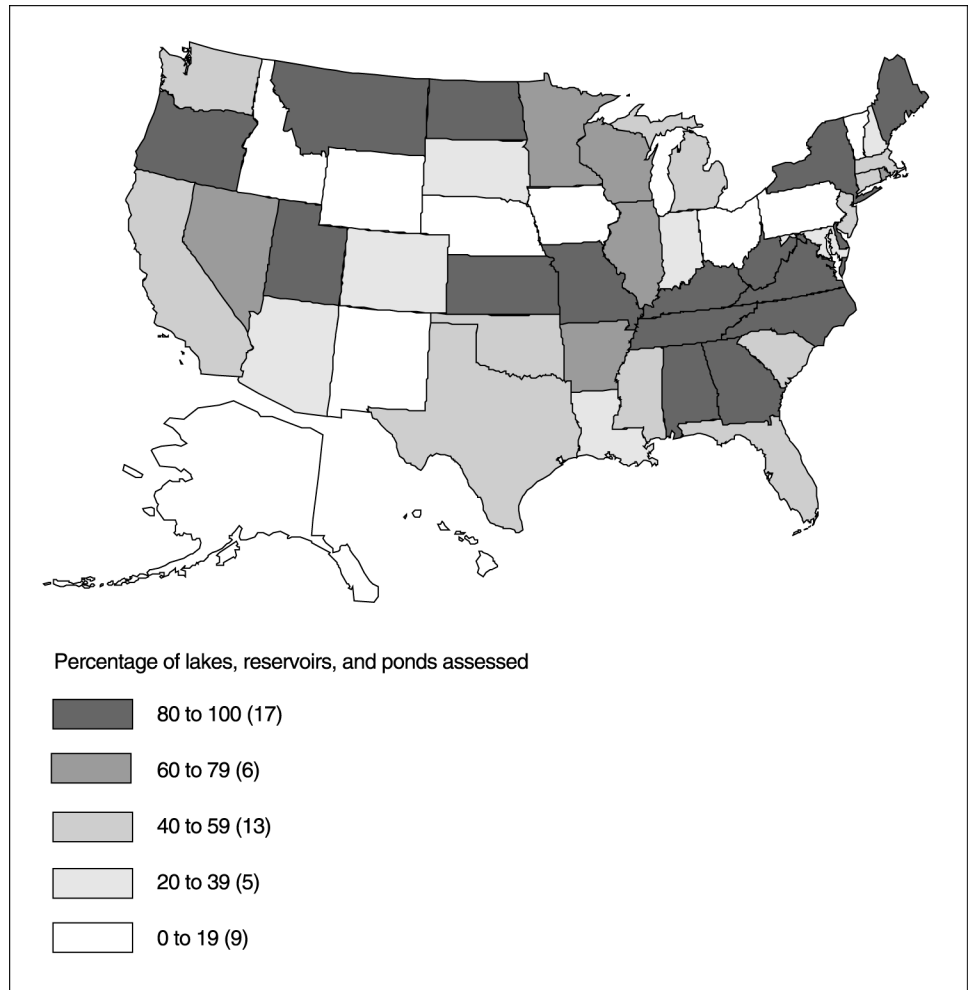 Percentage of lakes, reservoirs, and ponds assessed
80 to 100 (17)
60 to 79 (6)
40 to 59 (13)
20 to 39 (5)
0 to 19 (9)